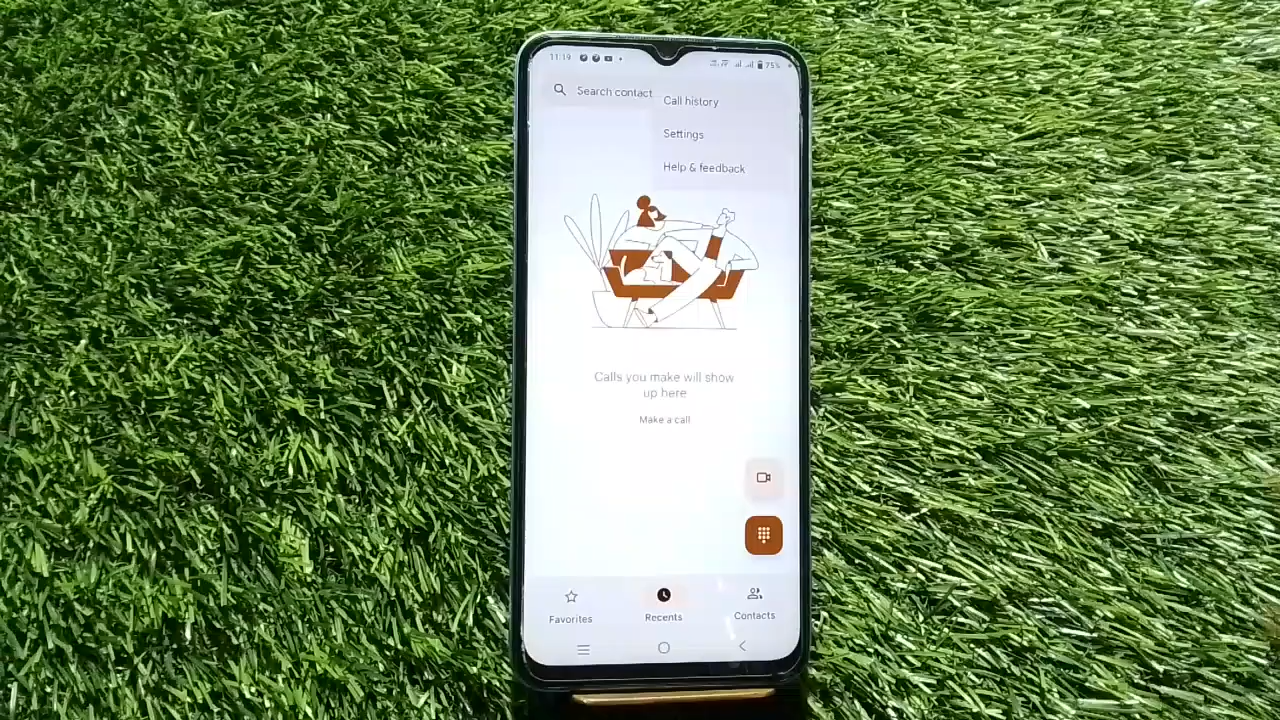 11:19
75%
Search contact
Call history
Settings
Help & feedback
Calls you make will show
up here
Make a call
Favorites
Recents
Contacts